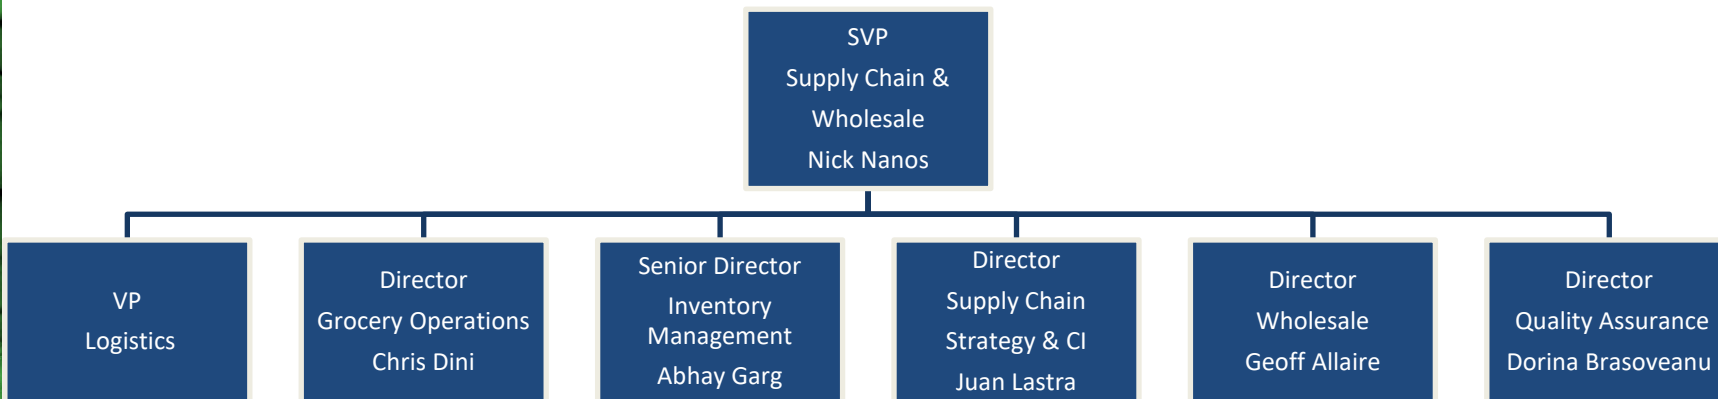 SVP
Supply Chain &
Wholesale
Nick Nanos
VP
Logistics
Director
Grocery Operations
Chris Dini
Senior Director
Inventory
Management
Abhay Garg
Director
Supply Chain
Strategy & CI
Juan Lastra
Director
Wholesale
Geoff Allaire
Director
Quality Assurance
Dorina Brasoveanu